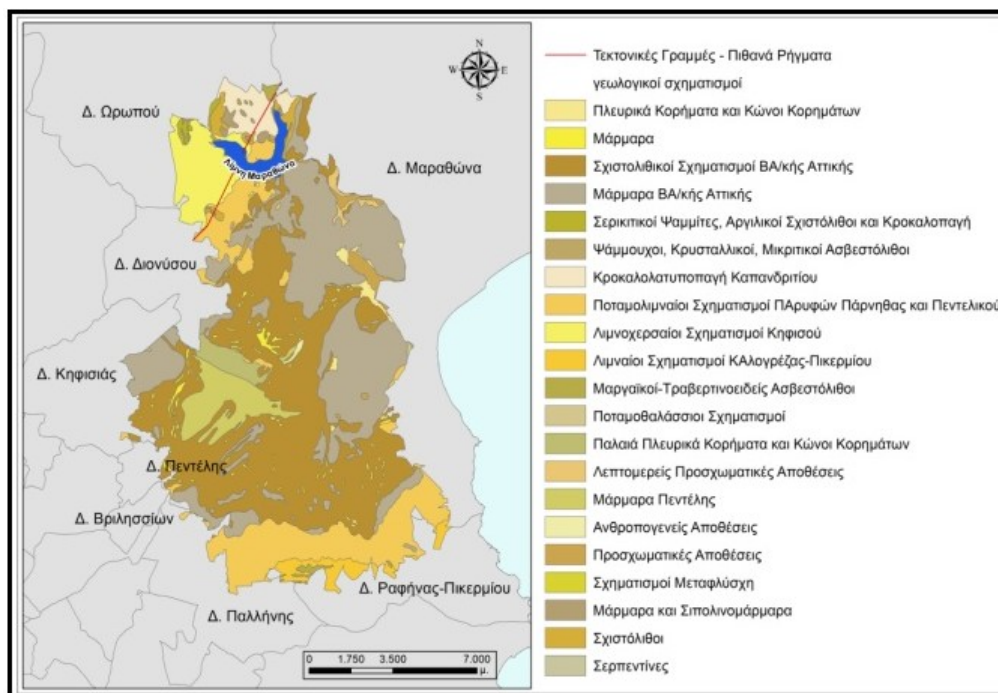 N
W E
S
Δ. Ωρωπού
Λίμνη Μαραθώνα
Δ. Μαραθώνα
Δ. Διονύσου
Δ. Κηφισιάς
Δ. Πεντέλης
Δ. Βριλησσίων
Δ. Ραφήνας-Πικερμίου
Δ. Παλλήνης
0 1.750 3.500 7.000
μ.
Τεκτονικές Γραμμές - Πιθανά Ρήγματα
γεωλογικοί σχηματισμοί
Πλευρικά Κορήματα και Κώνοι Κορημάτων
Μάρμαρα
Σχιστολιθικοί Σχηματισμοί ΒΑ/κής Αττικής
Μάρμαρα ΒΑ/κής Αττικής
Σερικιτικοί Ψαμμίτες, Αργιλικοί Σχιστόλιθοι και Κροκαλοπαγή
Ψάμμουχοι, Κρυσταλλικοί, Μικριτικοί Ασβεστόλιθοι
Κροκαλολατυποπαγή Καπανδριτίου
Ποταμολιμναίοι Σχηματισμοί ΠΑρυφών Πάρνηθας και Πεντελικού
Λιμνοχερσαίοι Σχηματισμοί Κηφισού
Λιμναίοι Σχηματισμοί ΚΑλογρέζας-Πικερμίου
Μαργαϊκοί-Τραβερτινοειδείς Ασβεστόλιθοι
Ποταμοθαλάσσιοι Σχηματισμοί
Παλαιά Πλευρικά Κορήματα και Κώνοι Κορημάτων
Λεπτομερείς Προσχωματικές Αποθέσεις
Μάρμαρα Πεντέλης
Ανθρωπογενείς Αποθέσεις
Προσχωματικές Αποθέσεις
Σχηματισμοί Μεταφλύσχη
Μάρμαρα και Σιπολινομάρμαρα
Σχιστόλιθοι
Σερπεντίνες